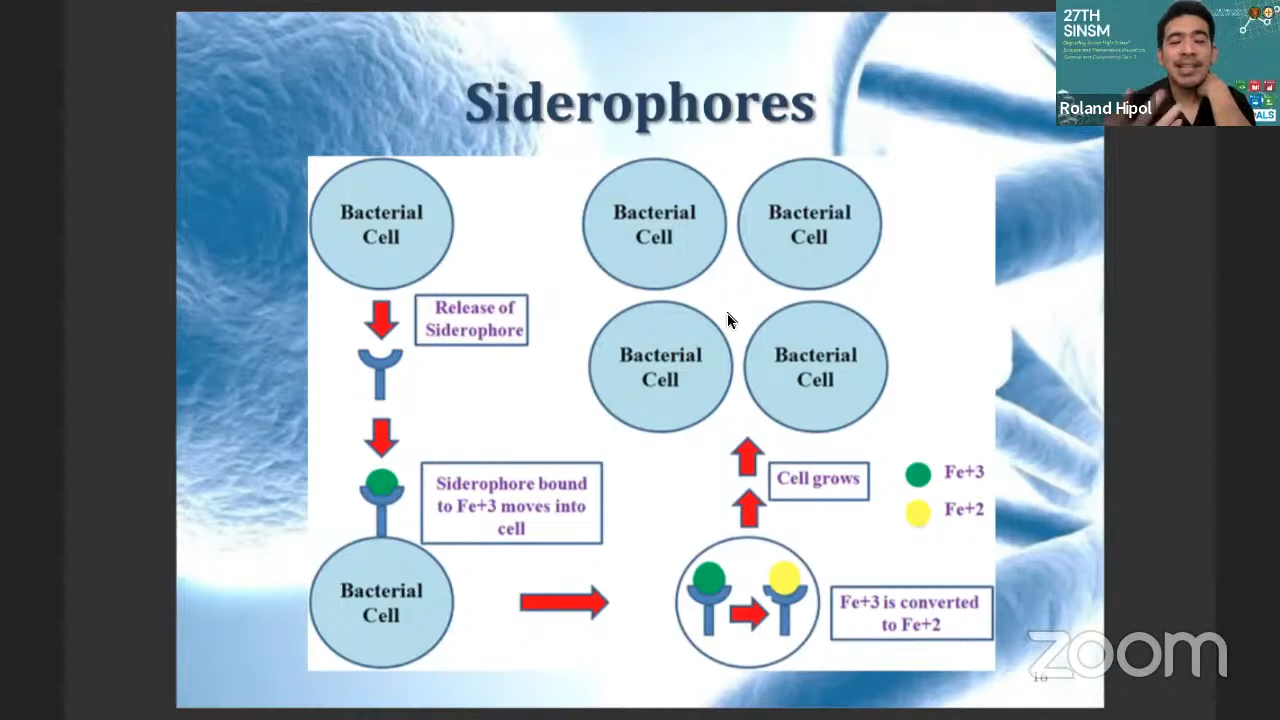 27TH
SINSM
Roland Hipol
PALS
Siderophores
Bacterial
Cell
Bacterial
Cell
Bacterial
Cell
Release of
Siderophore
Bacterial
Cell
Bacterial
Cell
Siderophore bound
to Fe+3 moves into
cell
Cell grows
Fe+3
Fe+2
Bacterial
Cell
Fe+3 is converted
to Fe+2
zoom
16